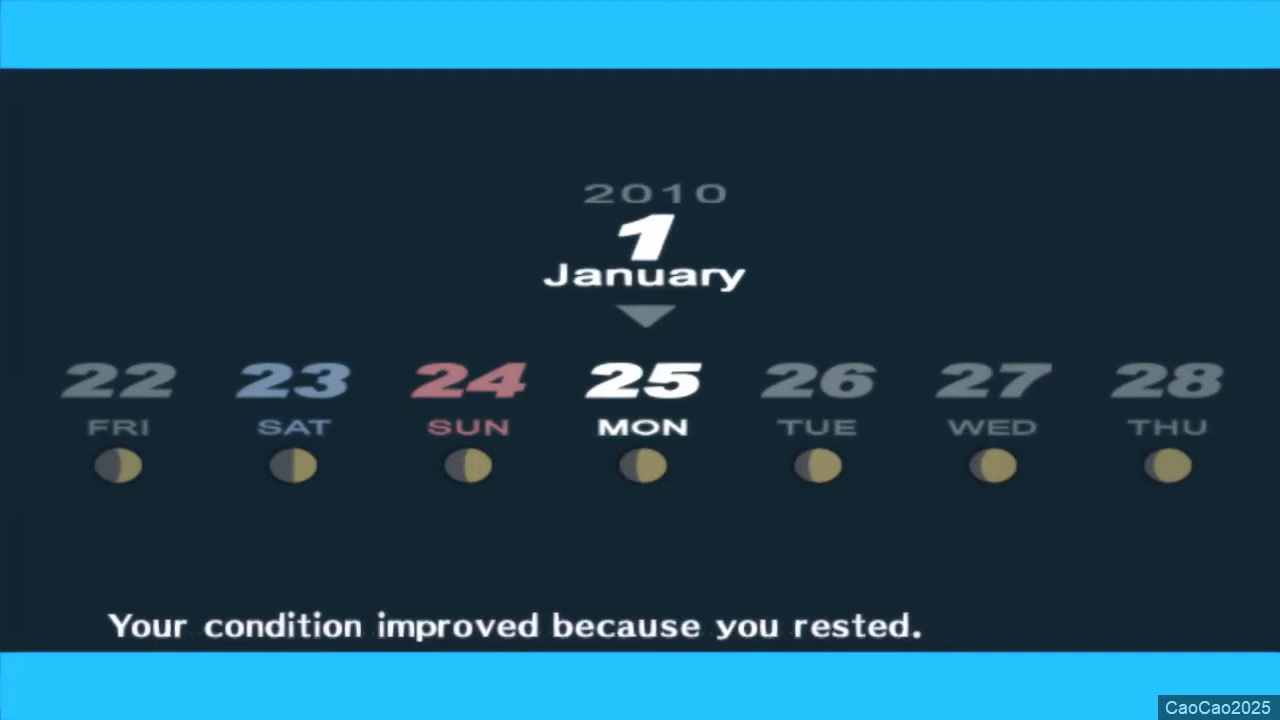 2010
1
January
22 23 24 25 26 27 28
FRI SAT SUN MON TUE WED THU
Your condition improved because you rested.
CaoCao2025